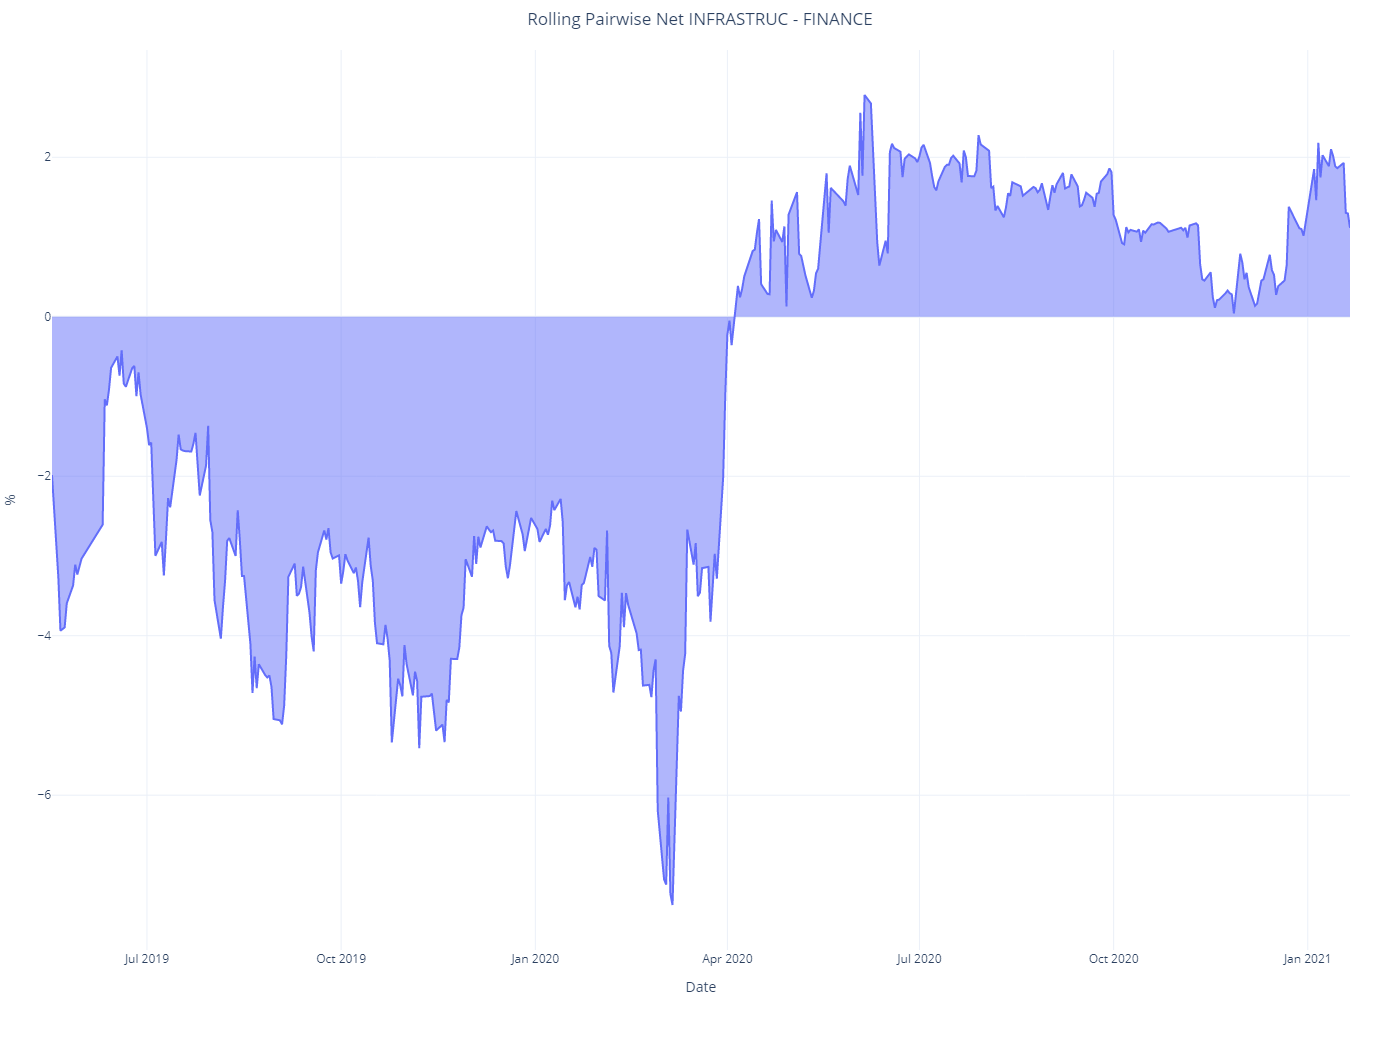 Rolling Pairwise Net INFRASTRUC - FINANCE
2
0
−2
−4
−6
%
Jul 2019 Oct 2019 Jan 2020 Apr 2020 Jul 2020 Oct 2020 Jan 2021
Date